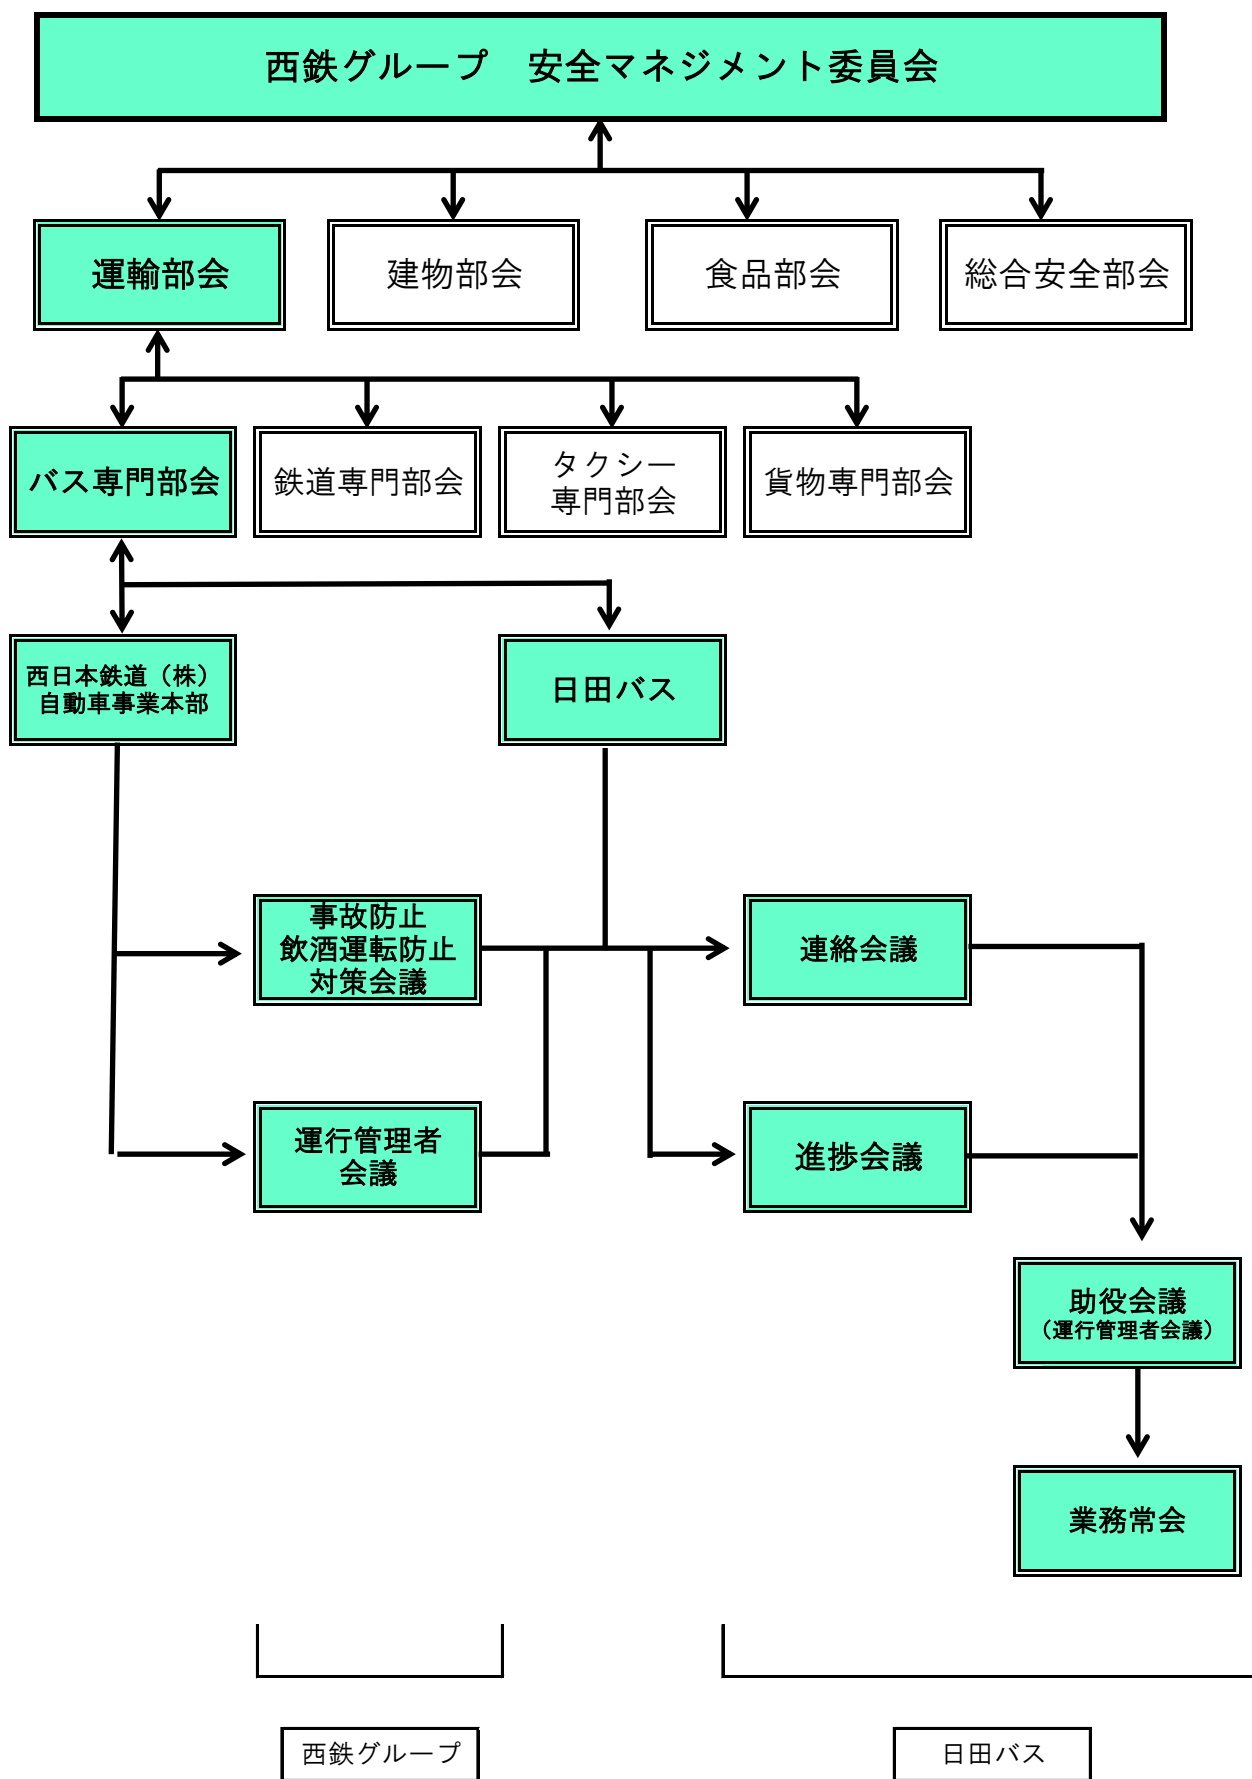 西鉄グループ　安全マネジメント委員会
運輸部会
建物部会
食品部会
総合安全部会
バス専門部会
鉄道専門部会
タクシー
専門部会
貨物専門部会
西日本鉄道（株）
自動車事業本部
日田バス
事故防止
飲酒運転防止
対策会議
連絡会議
運行管理者
会議
進捗会議
助役会議
（運行管理者会議）
業務常会
西鉄グループ
日田バス